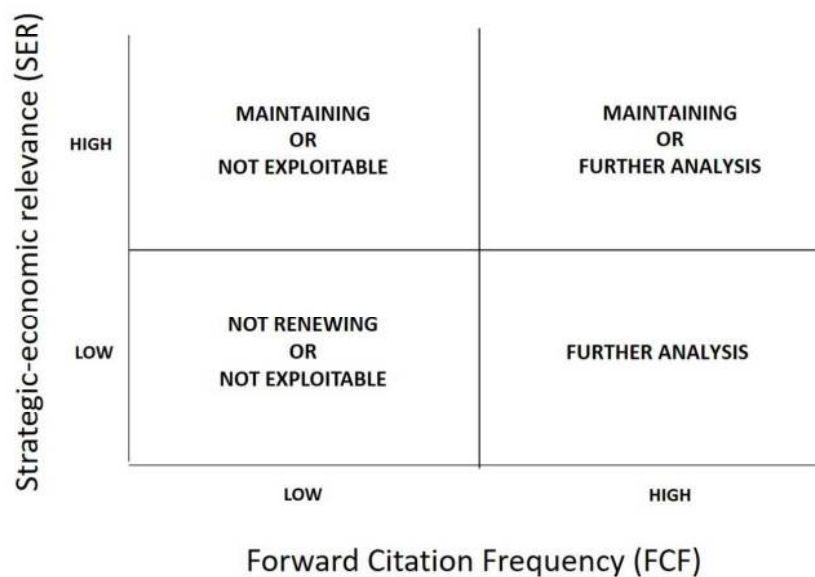 Strategic-economic relevance (SER)
HIGH
MAINTAINING
OR
NOT EXPLOITABLE
MAINTAINING
OR
FURTHER ANALYSIS
LOW
NOT RENEWING
OR
NOT EXPLOITABLE
FURTHER ANALYSIS
LOW
HIGH
Forward Citation Frequency (FCF)